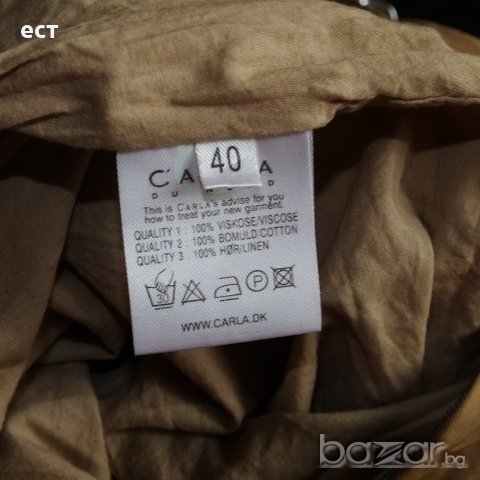 ест
40
C A LA
This is CARLA's advise for you
how to treat your new garment.
QUALITY 1 : 100% VISKOSE/VISCOSE
QUALITY 2 : 100% BOMULD/COTTON
QUALITY 3 : 100% HØR/LINEN
30 P
WWW.CARLA.DK
bazar.bg